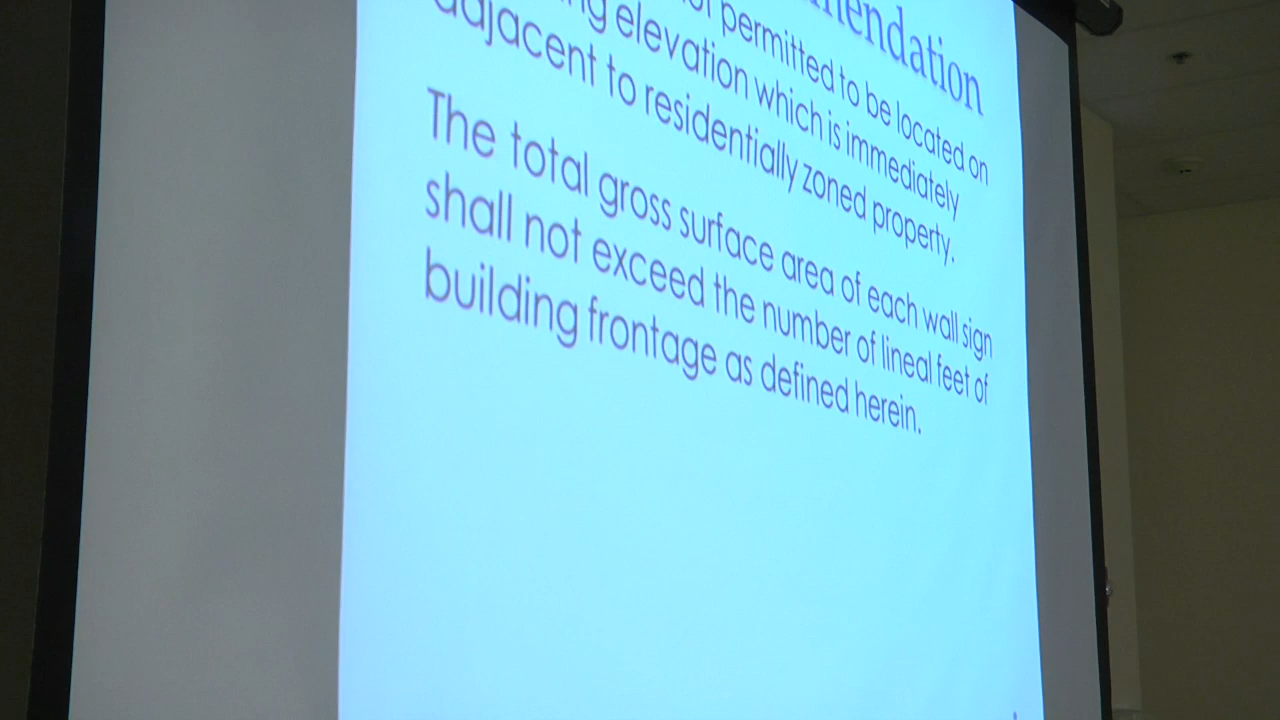 permitted to be located on
elevation which is immediately
adjacent to residentially zoned property.
The total gross surface area of each wall sign
shall not exceed the number of lineal feet of
building frontage as defined herein.